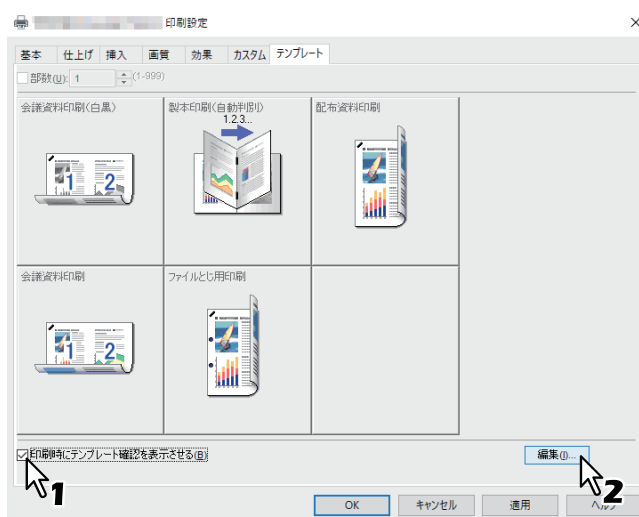 印刷設定
基本 仕上げ 挿入 画質 効果 カスタム テンプレート
部数(U): 1 (1-999)
会議資料印刷(白黒) 製本印刷(自動判別) 配布資料印刷
1.2.3...
1 2
会議資料印刷 ファイルとじ用印刷
1 2
印刷時にテンプレート確認を表示させる(B) 編集(I)...
1 2
OK キャンセル 適用 ヘルプ